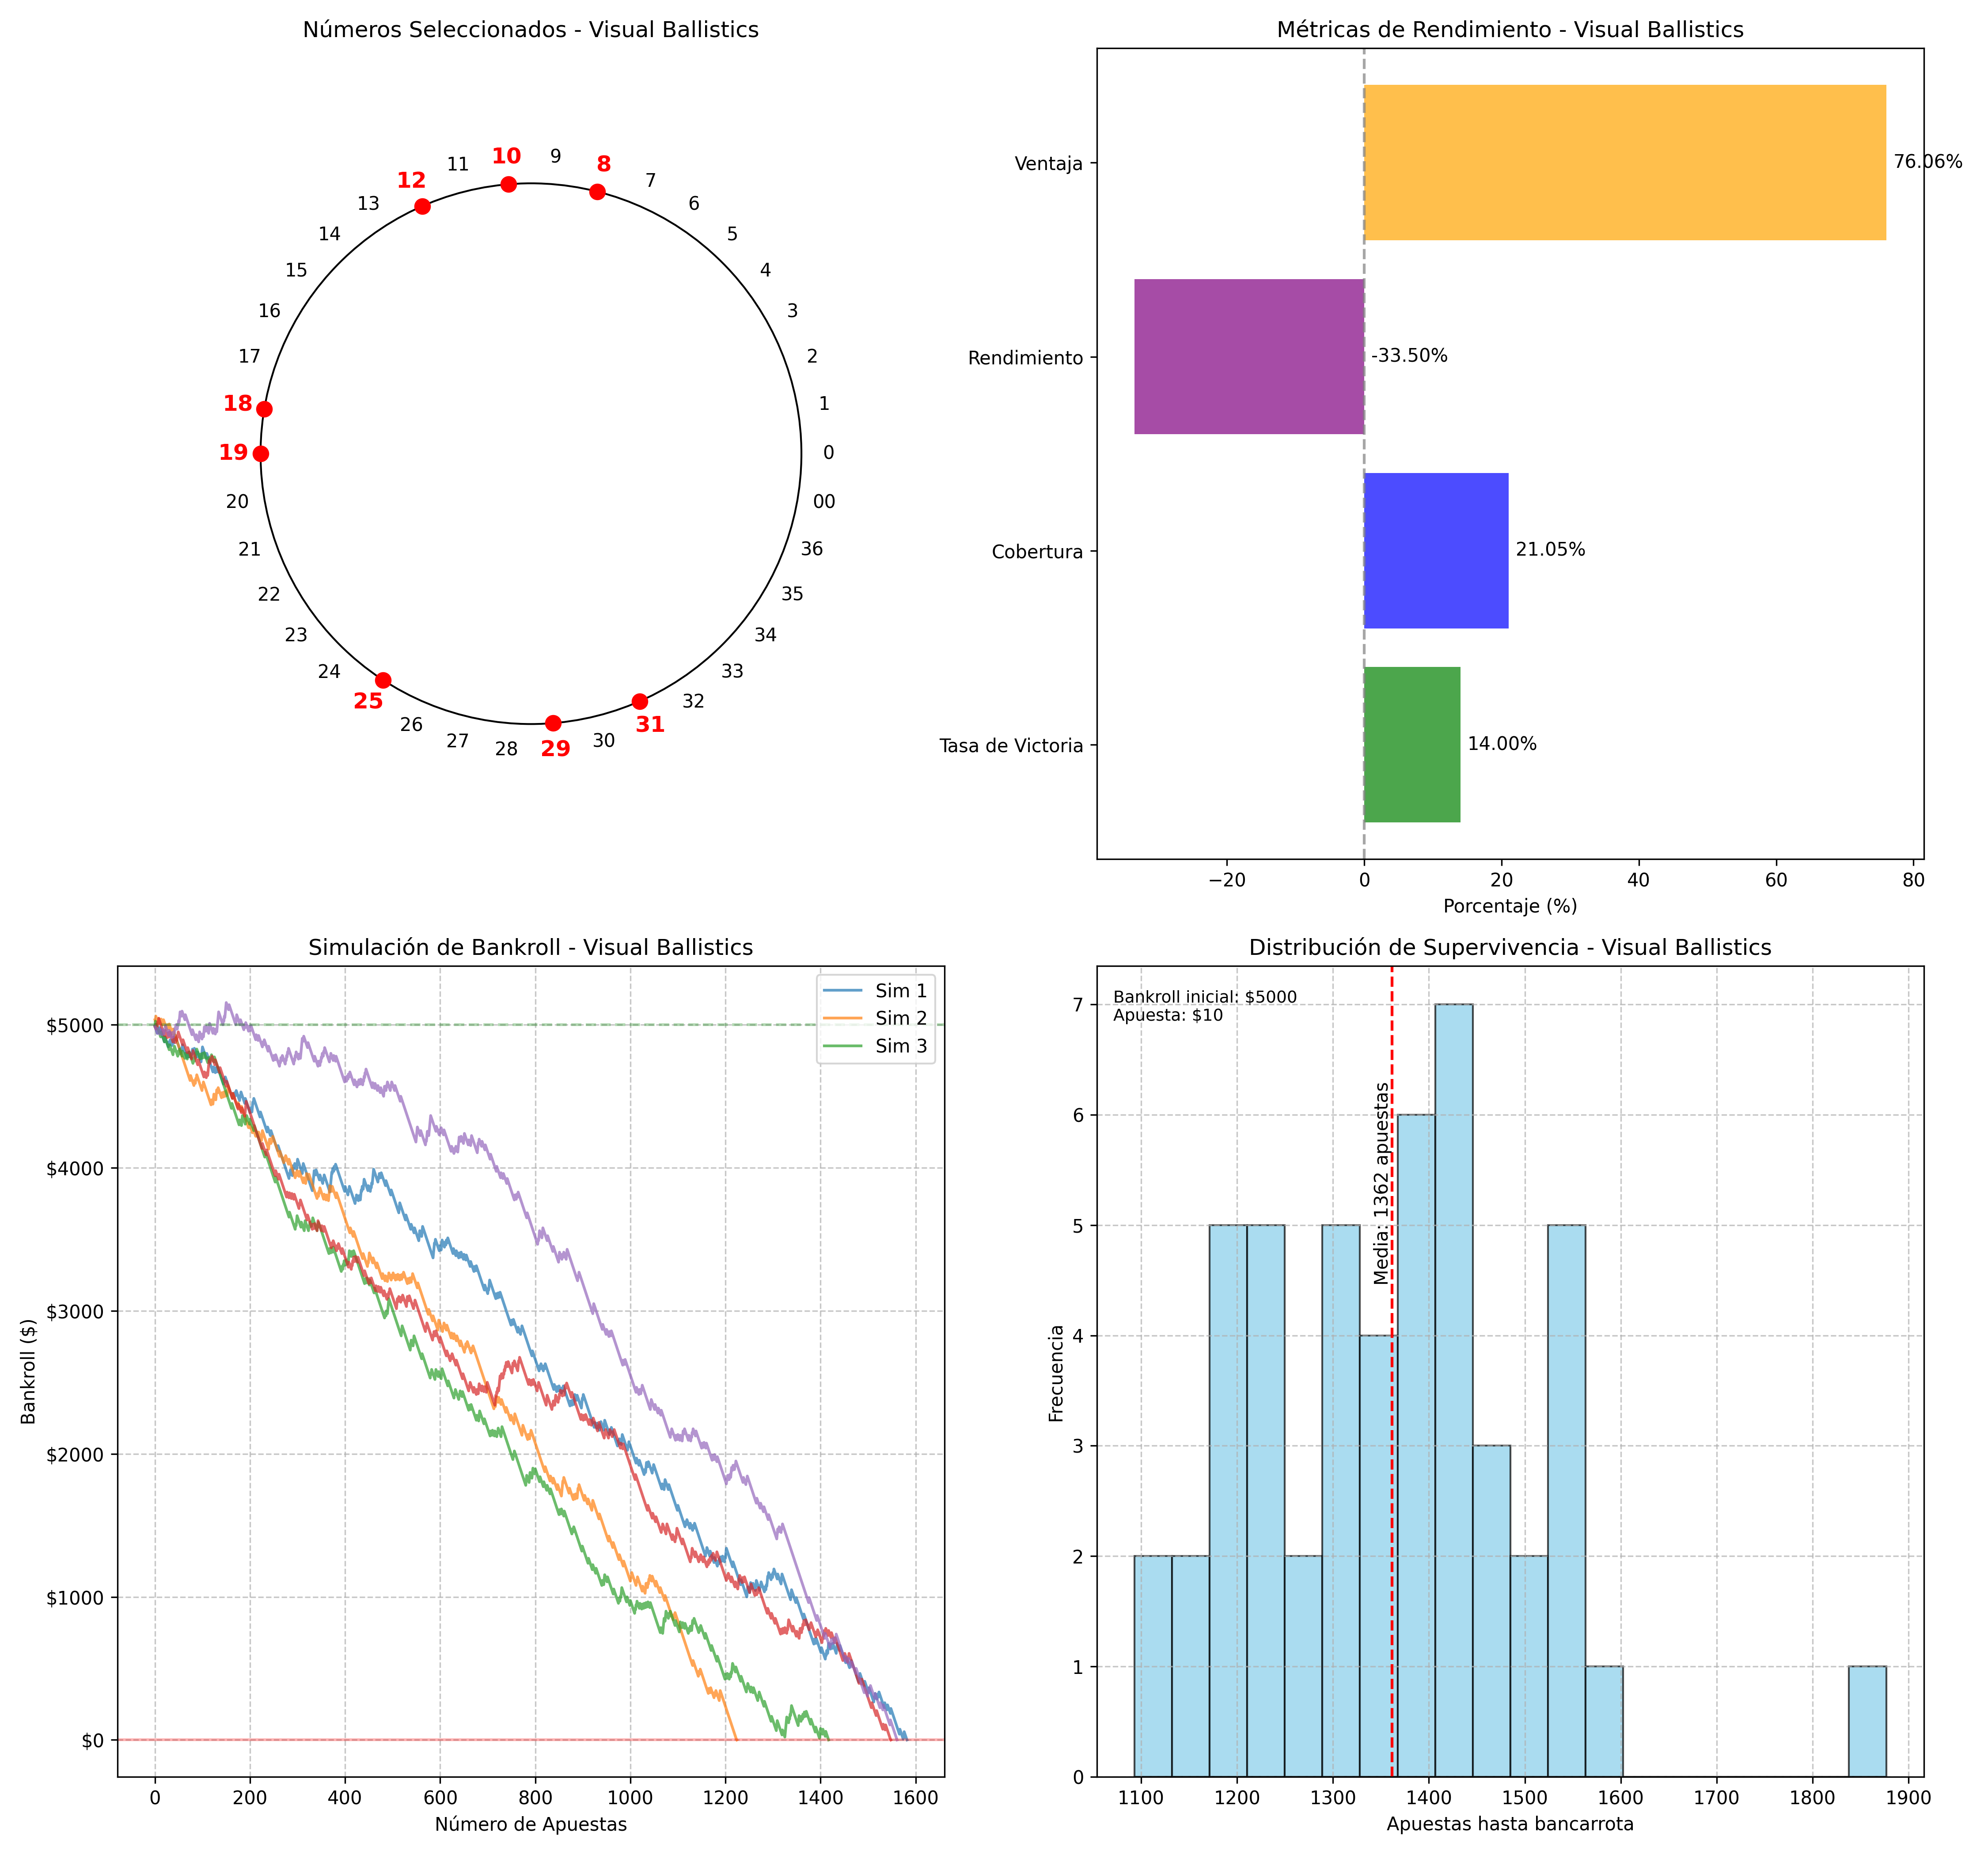 Números Seleccionados - Visual Ballistics
10
9
8
11
7
12
6
13
5
14
4
15
3
16
2
17
1
18
0
19
00
20
36
21
35
22
34
23
33
24
32
25
31
26
30
27
29
28
Métricas de Rendimiento - Visual Ballistics
Ventaja
76.06%
Rendimiento
-33.50%
Cobertura
21.05%
Tasa de Victoria
14.00%
−20 0 20 40 60 80
Porcentaje (%)
Simulación de Bankroll - Visual Ballistics
Sim 1
Sim 2
Sim 3
$5000
$4000
$3000
$2000
$1000
$0
Bankroll ($)
0 200 400 600 800 1000 1200 1400 1600
Número de Apuestas
Distribución de Supervivencia - Visual Ballistics
Bankroll inicial: $5000
Apuesta: $10
Media: 1362 apuestas
7
6
5
4
3
2
1
0
Frecuencia
1100 1200 1300 1400 1500 1600 1700 1800 1900
Apuestas hasta bancarrota